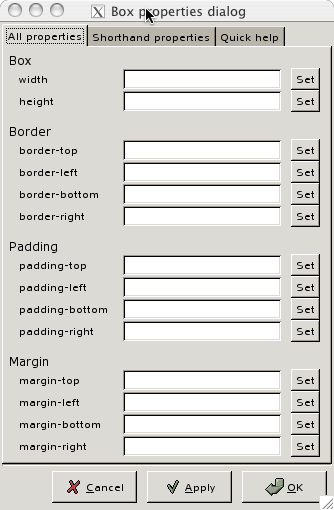 Box properties dialog
All properties Shorthand properties Quick help
Box
width Set
height Set
Border
border-top Set
border-left Set
border-bottom Set
border-right Set
Padding
padding-top Set
padding-left Set
padding-bottom Set
padding-right Set
Margin
margin-top Set
margin-left Set
margin-bottom Set
margin-right Set
Cancel Apply OK